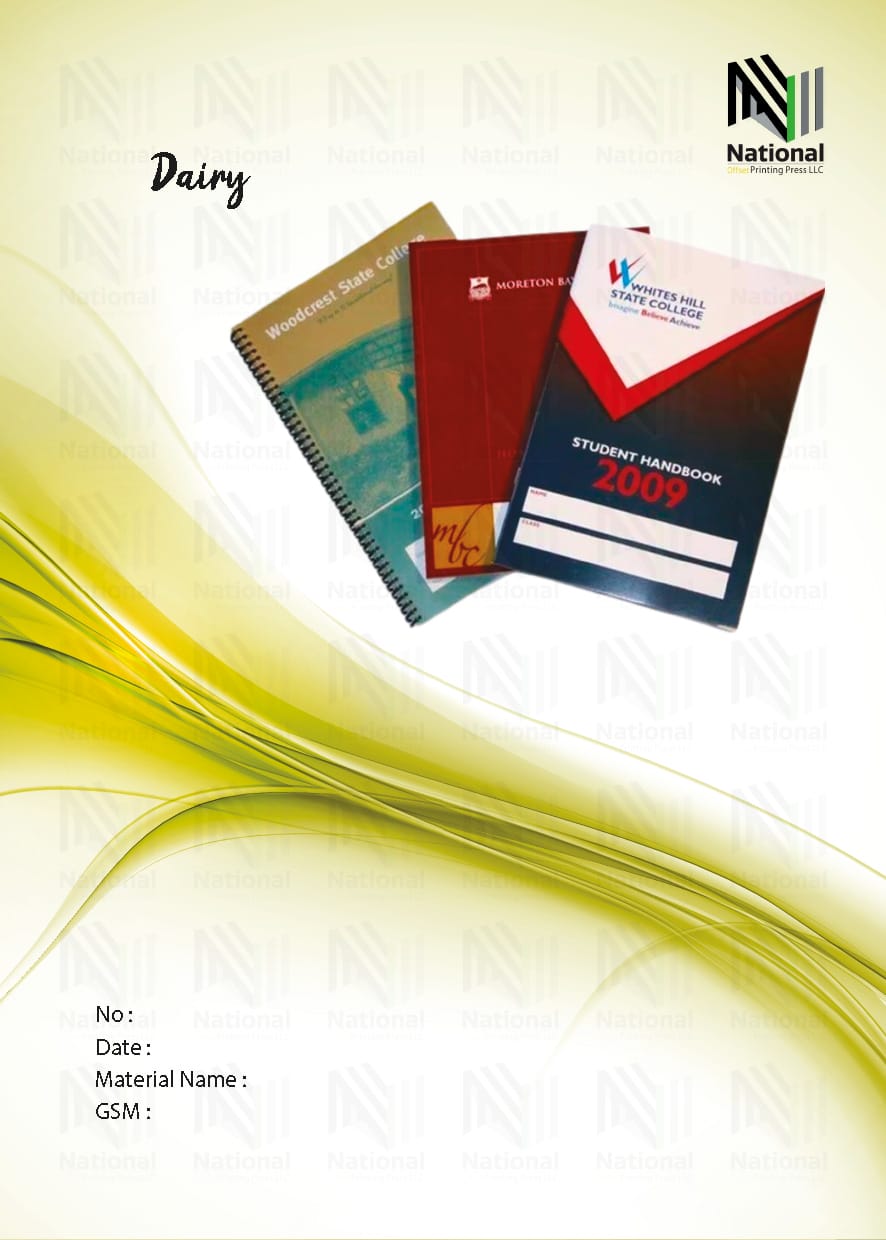 National
Offset Printing Press LLC
Dairy
Woodcrest State College
MORETON BA
WHITES HILL
STATE COLLEGE
Imagine Believe Achieve
STUDENT HANDBOOK
2009
NAME
CLASS
20
mbc
No :
Date :
Material Name :
GSM :